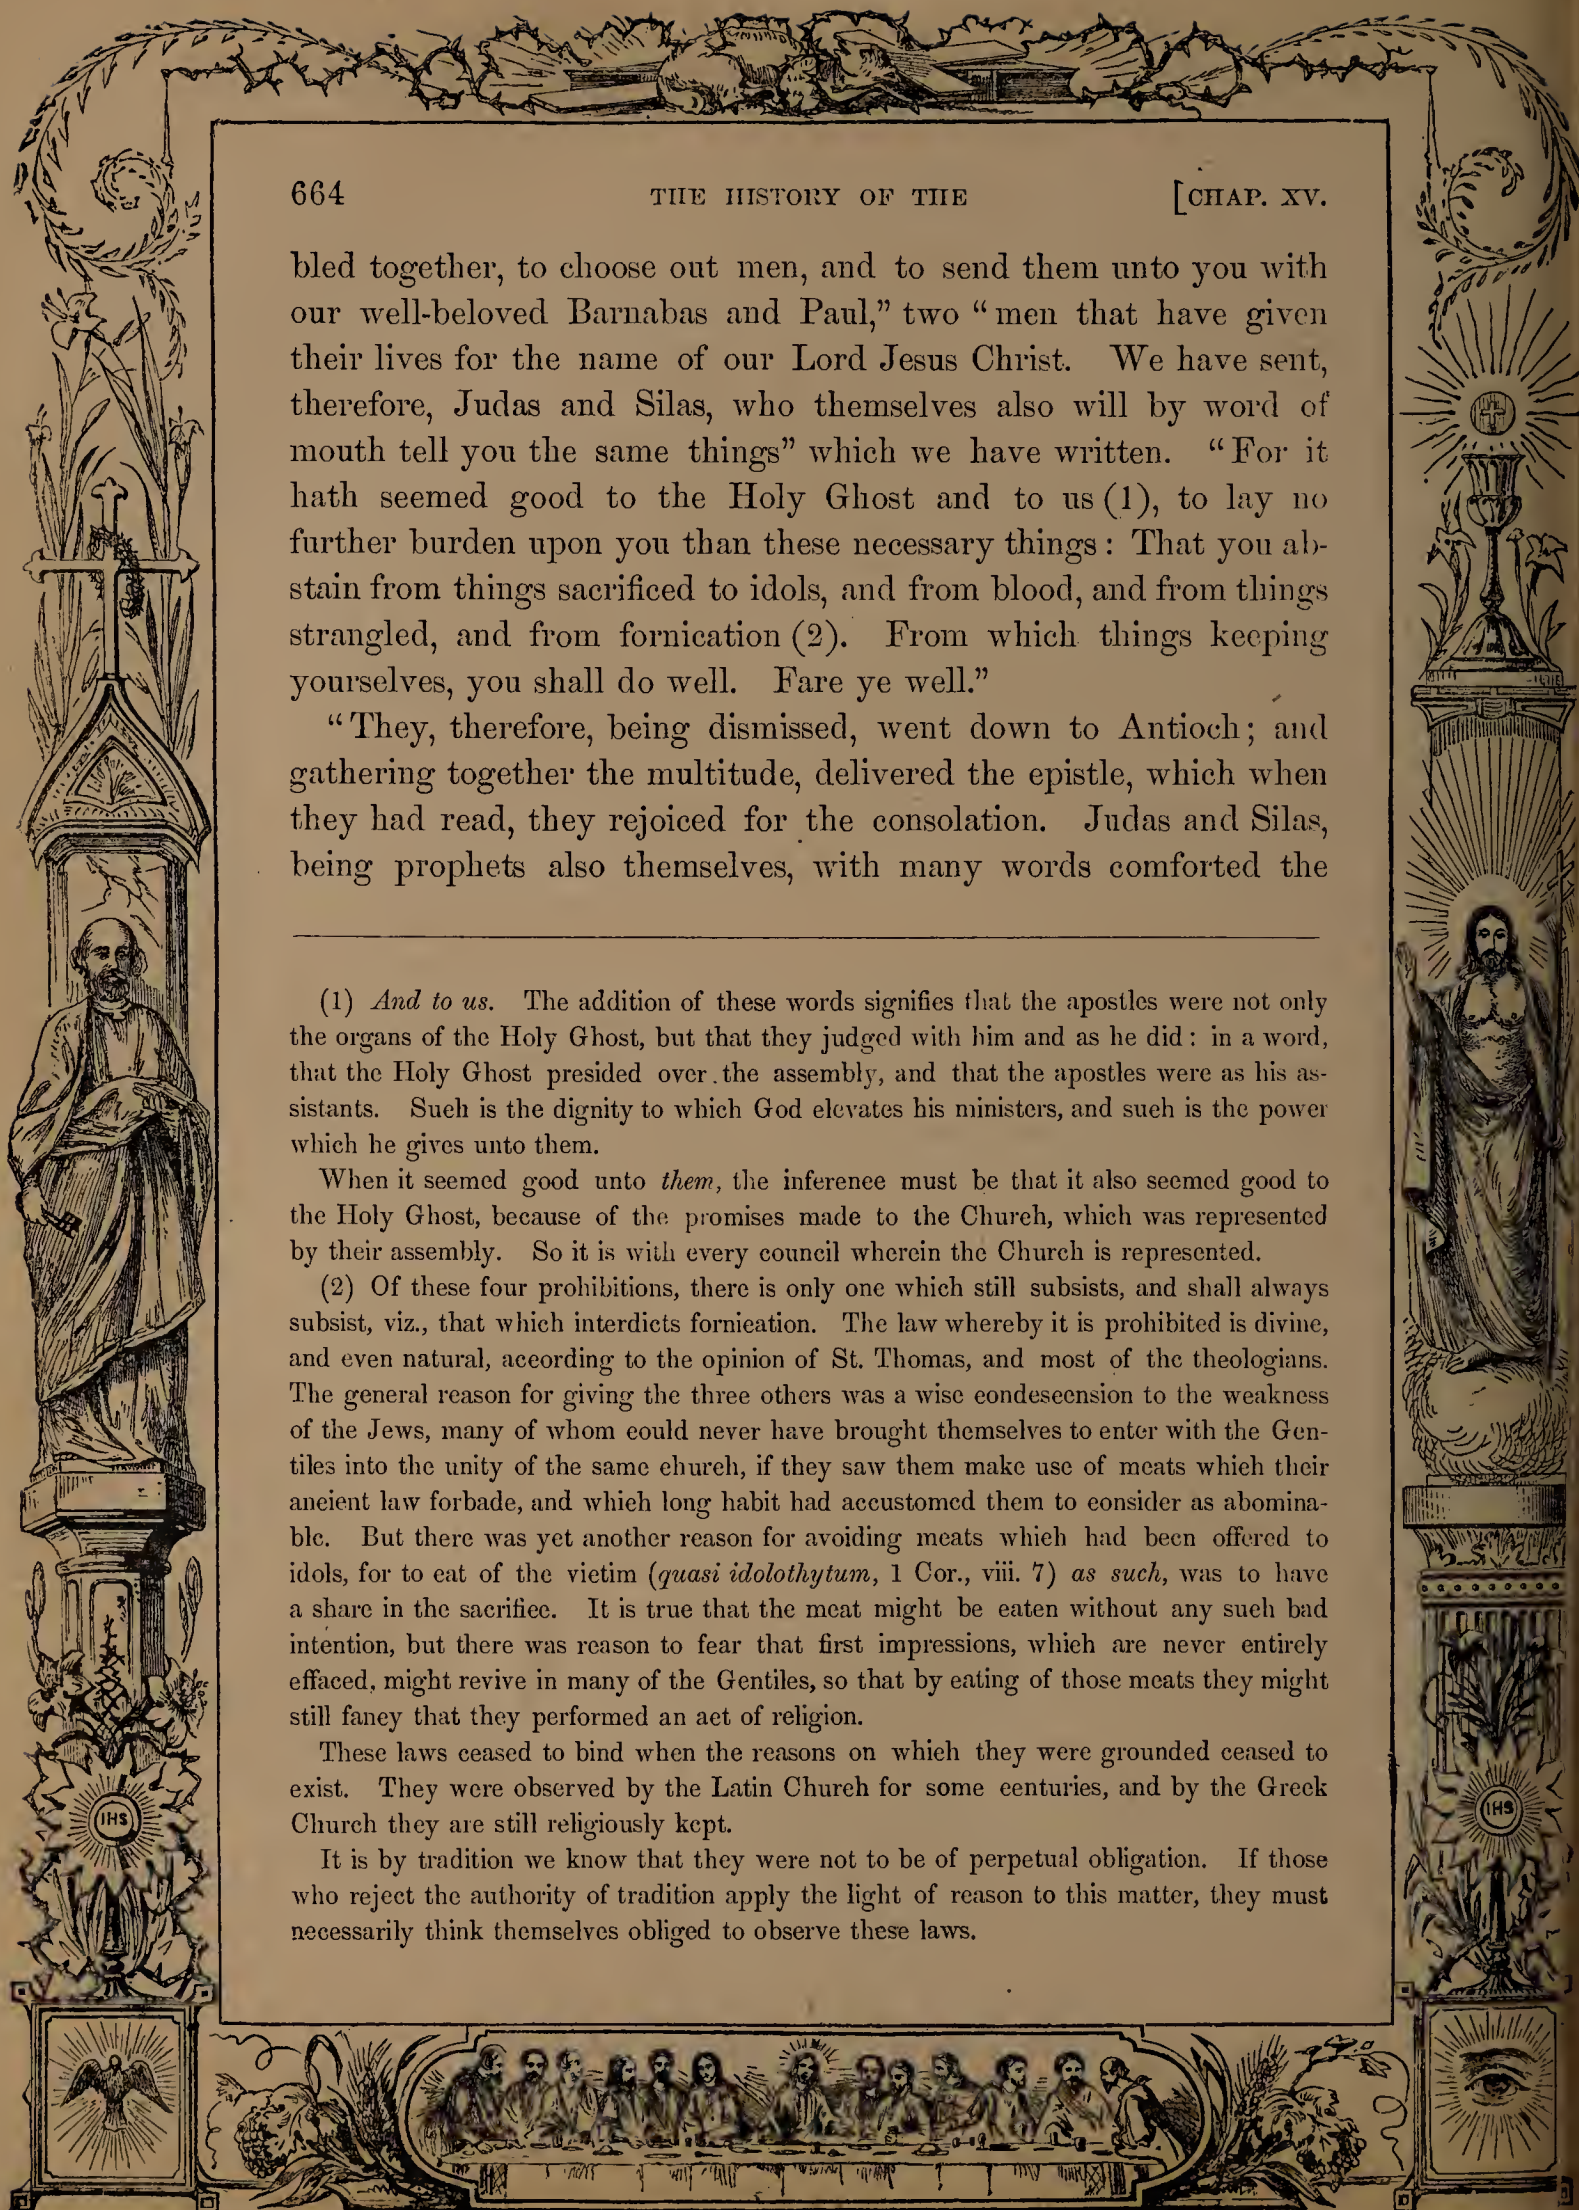 664 THE HISTORY OF THE [CHAP. XV.
bled together, to choose out men, and to send them unto you with
our well-beloved Barnabas and Paul,” two “men that have given
their lives for the name of our Lord Jesus Christ. We have sent,
therefore, Judas and Silas, who themselves also will by word of
mouth tell you the same things” which we have written. “For it
hath seemed good to the Holy Ghost and to us (1), to lay no
further burden upon you than these necessary things: That you ab-
stain from things sacrificed to idols, and from blood, and from things
strangled, and from fornication (2). From which things keeping
yourselves, you shall do well. Fare ye well.”
“They, therefore, being dismissed, went down to Antioch; and
gathering together the multitude, delivered the epistle, which when
they had read, they rejoiced for the consolation. Judas and Silas,
being prophets also themselves, with many words comforted the
(1) And to us. The addition of these words signifies that the apostles were not only
the organs of the Holy Ghost, but that they judged with him and as he did: in a word,
that the Holy Ghost presided over the assembly, and that the apostles were as his as-
sistants. Such is the dignity to which God elevates his ministers, and such is the power
which he gives unto them.
When it seemed good unto them, the inference must be that it also seemed good to
the Holy Ghost, because of the promises made to the Church, which was represented
by their assembly. So it is with every council wherein the Church is represented.
(2) Of these four prohibitions, there is only one which still subsists, and shall always
subsist, viz., that which interdicts fornication. The law whereby it is prohibited is divine,
and even natural, according to the opinion of St. Thomas, and most of the theologians.
The general reason for giving the three others was a wise condescension to the weakness
of the Jews, many of whom could never have brought themselves to enter with the Gen-
tiles into the unity of the same church, if they saw them make use of meats which their
ancient law forbade, and which long habit had accustomed them to consider as abomina-
ble. But there was yet another reason for avoiding meats which had been offered to
idols, for to eat of the victim (quasi idolothytum, 1 Cor., viii. 7) as such, was to have
a share in the sacrifice. It is true that the meat might be eaten without any such bad
intention, but there was reason to fear that first impressions, which are never entirely
effaced, might revive in many of the Gentiles, so that by eating of those meats they might
still fancy that they performed an act of religion.
These laws ceased to bind when the reasons on which they were grounded ceased to
exist. They were observed by the Latin Church for some centuries, and by the Greek
Church they are still religiously kept.
It is by tradition we know that they were not to be of perpetual obligation. If those
who reject the authority of tradition apply the light of reason to this matter, they must
necessarily think themselves obliged to observe these laws.
IHS
IHS